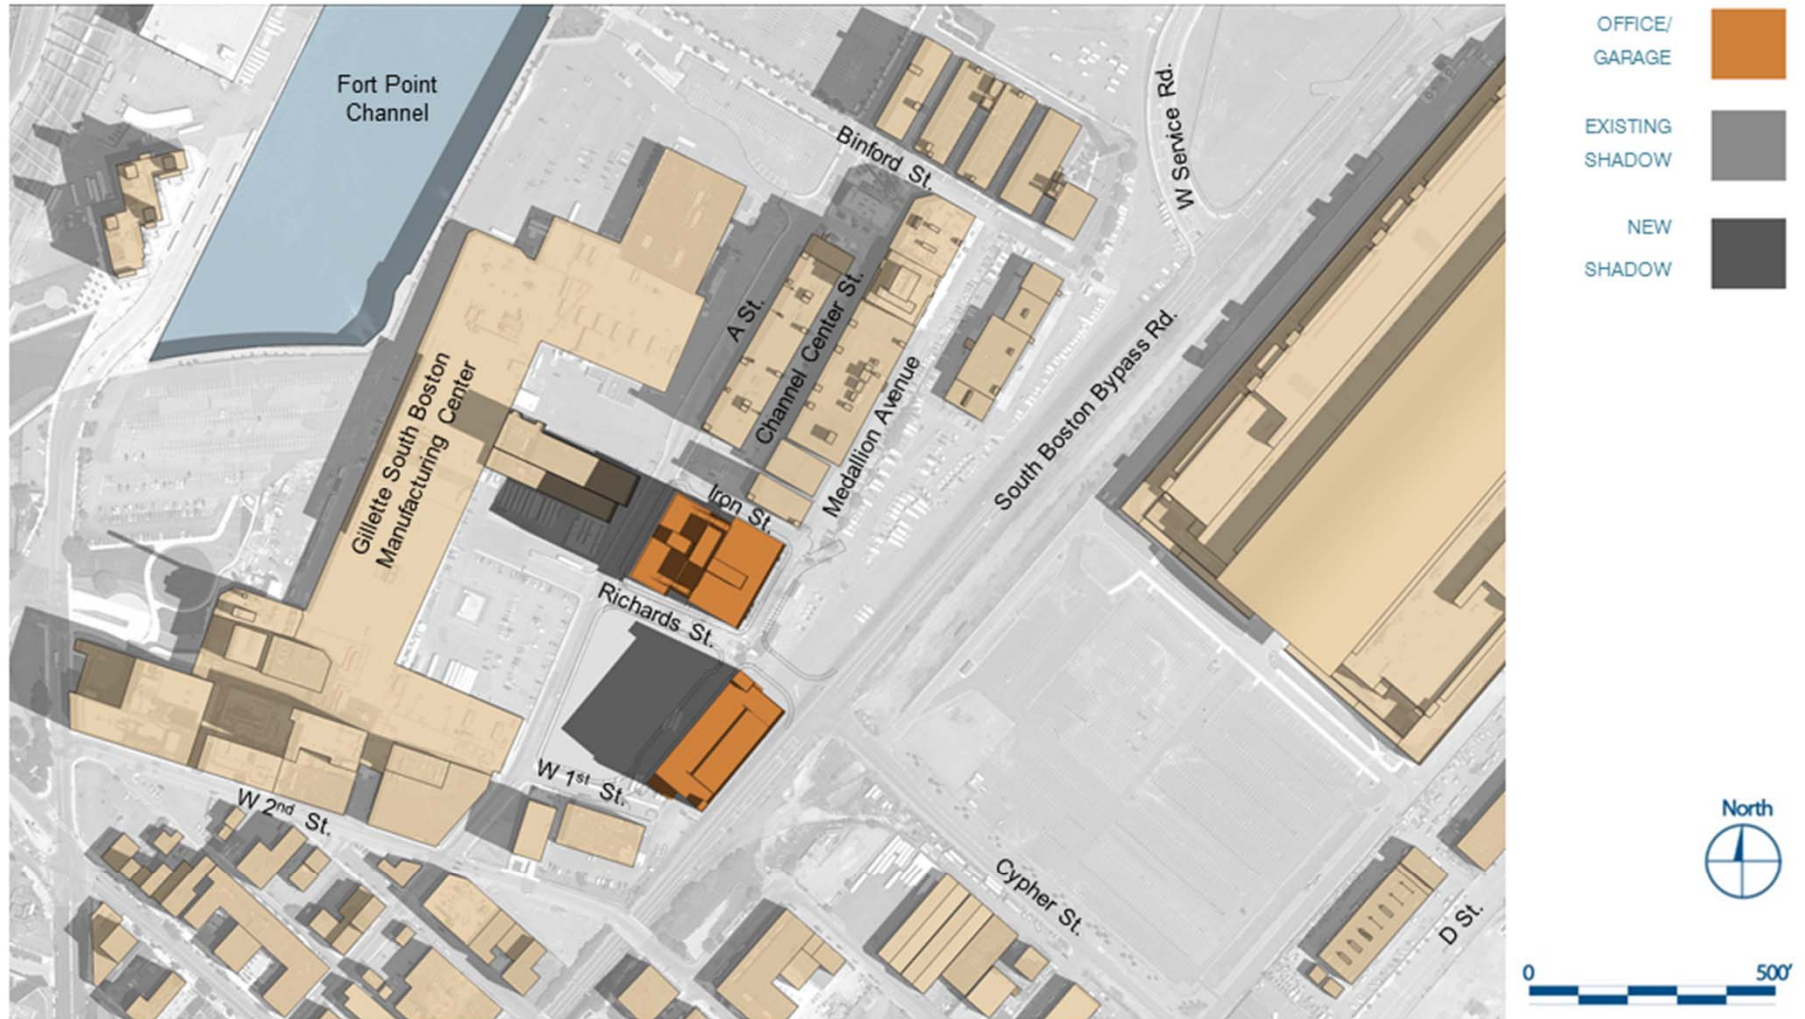 Fort Point
Channel
Binford St.
W Service Rd.
A St.
Channel Center St.
Medallion Avenue
South Boston Bypass Rd.
Gillette South Boston
Manufacturing Center
Iron St.
Richards St.
W 1st St.
W 2nd St.
Cypher St.
D St.
OFFICE/
GARAGE
EXISTING
SHADOW
NEW
SHADOW
North
0 500'